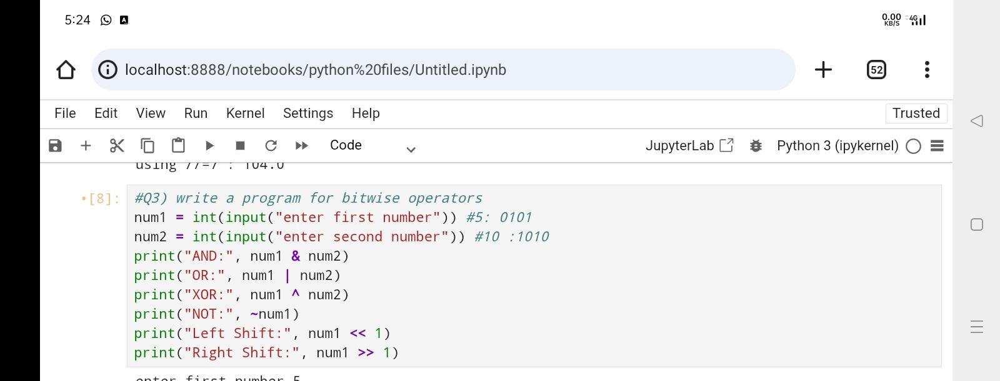 5:24
0.00 KB/S 4G
localhost:8888/notebooks/python%20files/Untitled.ipynb
52
File Edit View Run Kernel Settings Help Trusted
Code JupyterLab Python 3 (ipykernel)
using //=7 : 104.0
•[8]:
#Q3) write a program for bitwise operators
num1 = int(input("enter first number")) #5: 0101
num2 = int(input("enter second number")) #10 :1010
print("AND:", num1 & num2)
print("OR:", num1 | num2)
print("XOR:", num1 ^ num2)
print("NOT:", ~num1)
print("Left Shift:", num1 << 1)
print("Right Shift:", num1 >> 1)
enter first number 5